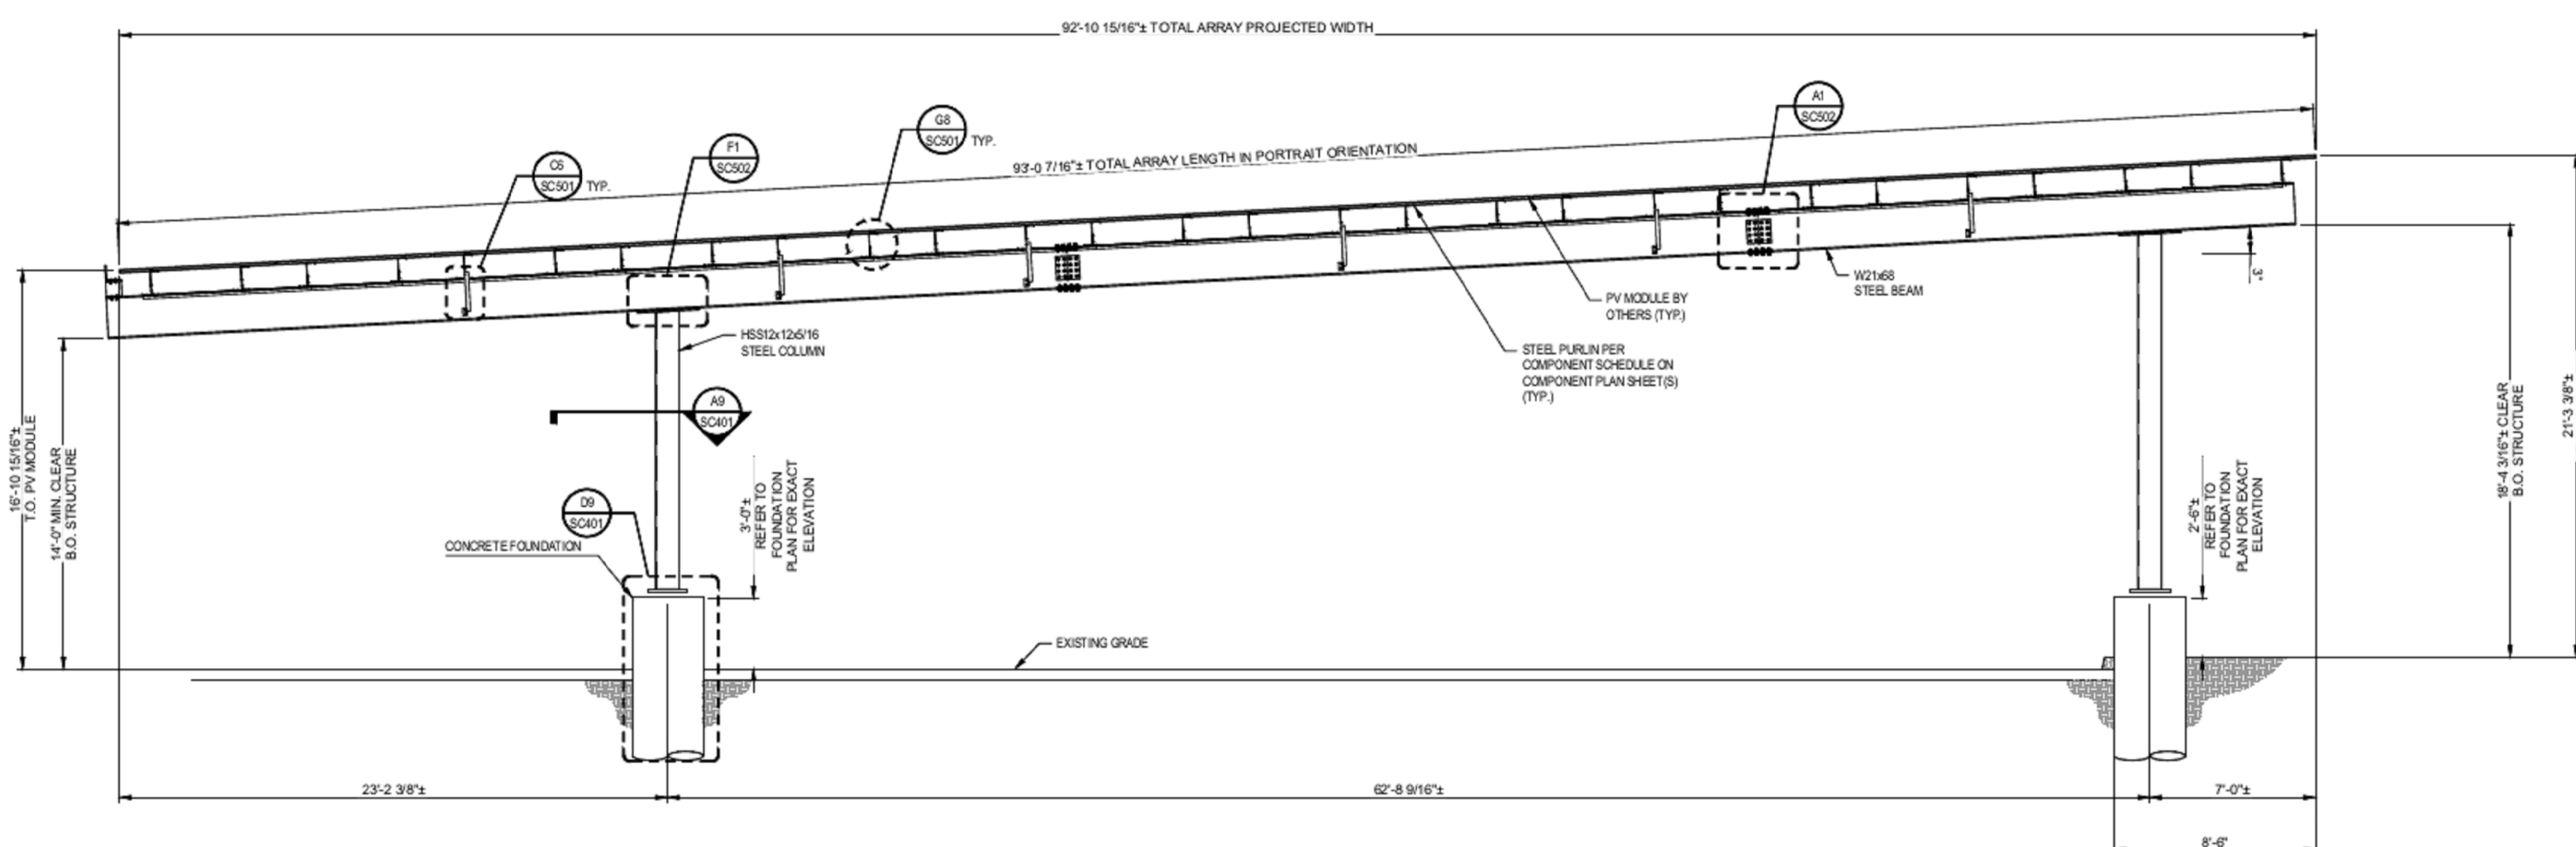 92'-10 15/16"± TOTAL ARRAY PROJECTED WIDTH
A1
SC502
G8
SC501 TYP.
F1
SC502
93'-0 7/16"± TOTAL ARRAY LENGTH IN PORTRAIT ORIENTATION
C6
SC501 TYP.
W21x68
STEEL BEAM
3"
PV MODULE BY
OTHERS (TYP.)
HSS12x12x5/16
STEEL COLUMN
STEEL PURLIN PER
COMPONENT SCHEDULE ON
COMPONENT PLAN SHEET(S)
(TYP.)
A9
SC401
16'-10 15/16"±
T.O. PV MODULE
14'-0" MIN. CLEAR
B.O. STRUCTURE
18'-4 3/16"± CLEAR
B.O. STRUCTURE
21'-3 3/8"±
D9
SC401
3'-0"±
REFER TO
FOUNDATION
PLAN FOR EXACT
ELEVATION
2'-6"±
REFER TO
FOUNDATION
PLAN FOR EXACT
ELEVATION
CONCRETE FOUNDATION
EXISTING GRADE
23'-2 3/8"±
62'-8 9/16"±
7'-0"±
8'-6"